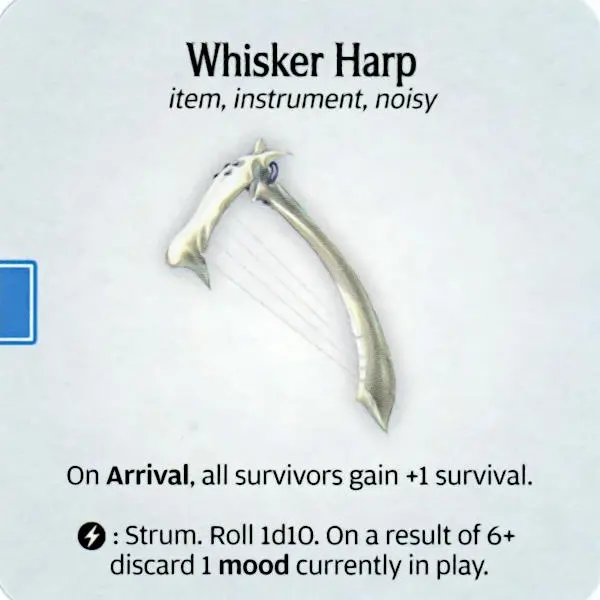 Whisker Harp
item, instrument, noisy
On Arrival, all survivors gain +1 survival.
: Strum. Roll 1d10. On a result of 6+
discard 1 mood currently in play.